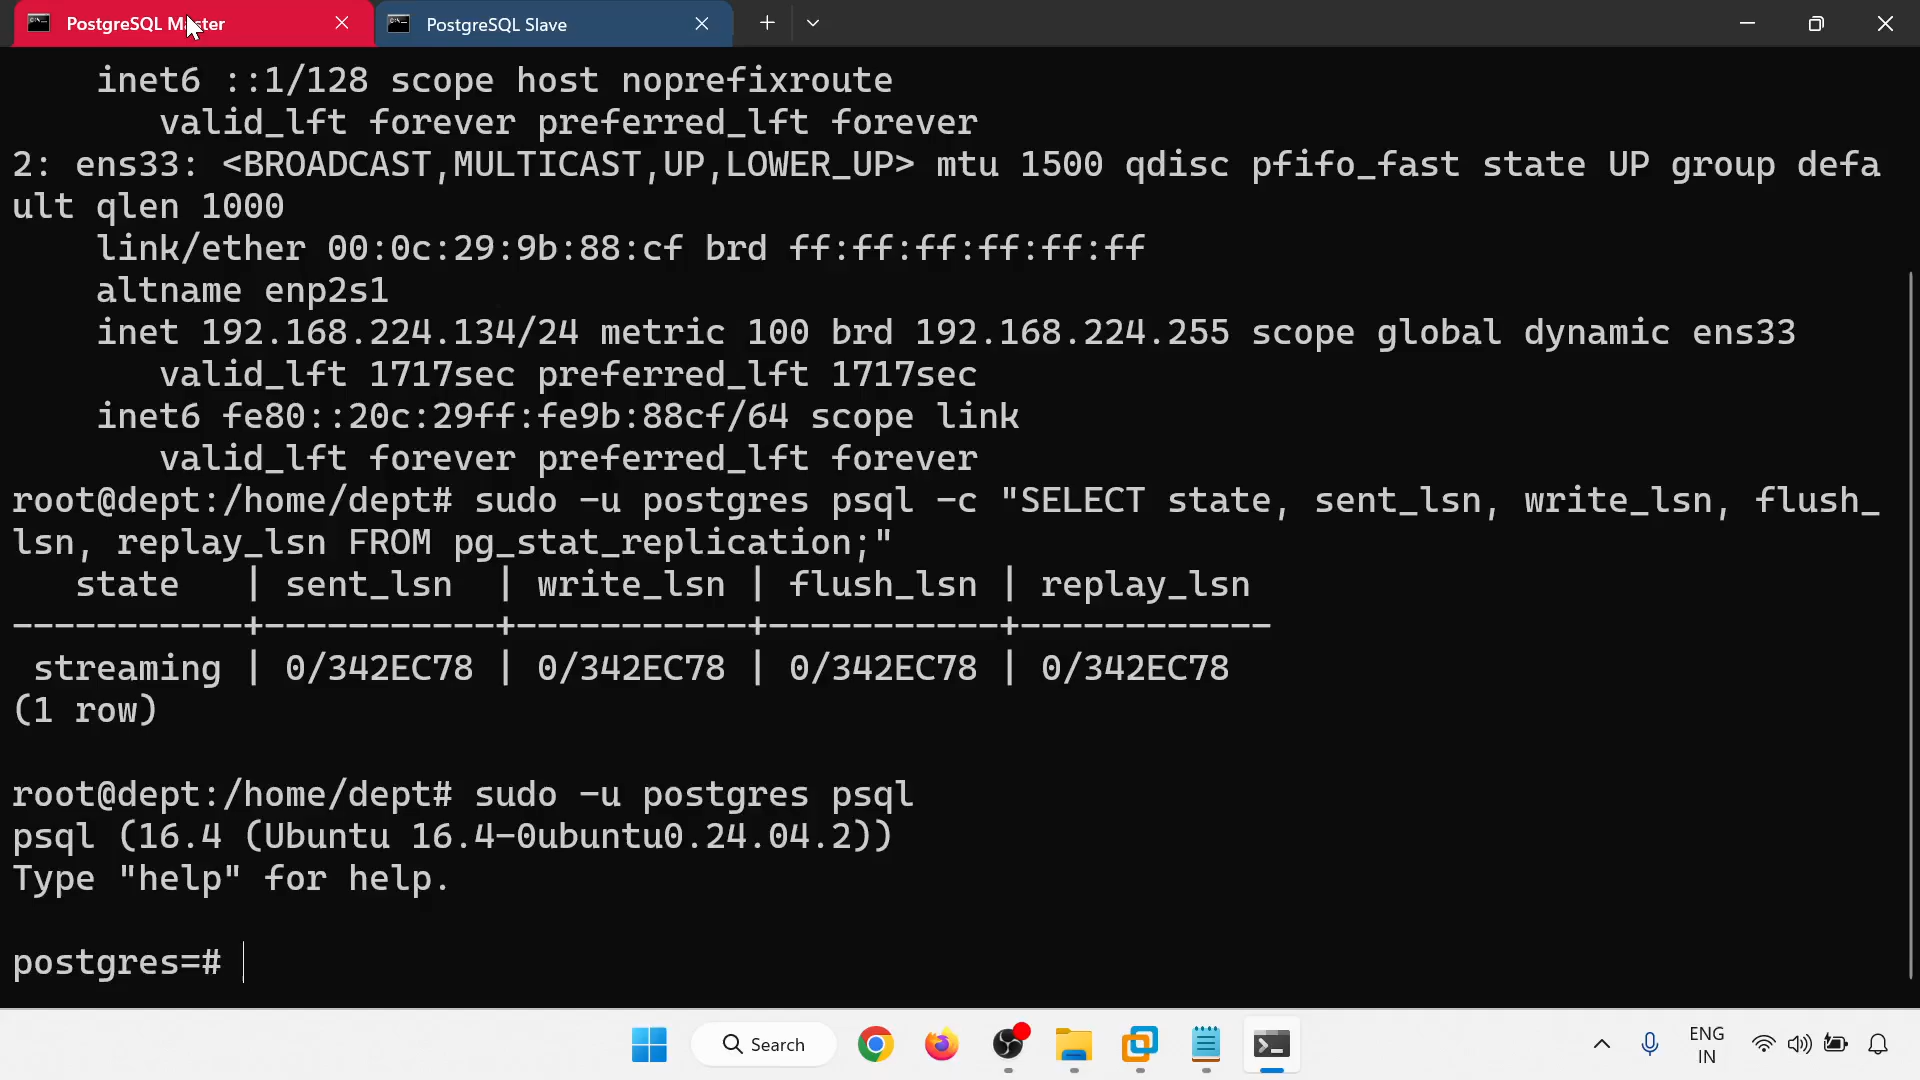 PostgreSQL Master
PostgreSQL Slave
inet6 ::1/128 scope host noprefixroute
valid_lft forever preferred_lft forever
2: ens33: <BROADCAST,MULTICAST,UP,LOWER_UP> mtu 1500 qdisc pfifo_fast state UP group defa
ult qlen 1000
link/ether 00:0c:29:9b:88:cf brd ff:ff:ff:ff:ff:ff
altname enp2s1
inet 192.168.224.134/24 metric 100 brd 192.168.224.255 scope global dynamic ens33
valid_lft 1717sec preferred_lft 1717sec
inet6 fe80::20c:29ff:fe9b:88cf/64 scope link
valid_lft forever preferred_lft forever
root@dept:/home/dept# sudo -u postgres psql -c "SELECT state, sent_lsn, write_lsn, flush_
lsn, replay_lsn FROM pg_stat_replication;"
state | sent_lsn | write_lsn | flush_lsn | replay_lsn
-----------+-----------+-----------+-----------+------------
streaming | 0/342EC78 | 0/342EC78 | 0/342EC78 | 0/342EC78
(1 row)
root@dept:/home/dept# sudo -u postgres psql
psql (16.4 (Ubuntu 16.4-0ubuntu0.24.04.2))
Type "help" for help.
postgres=#
Search
ENG
IN